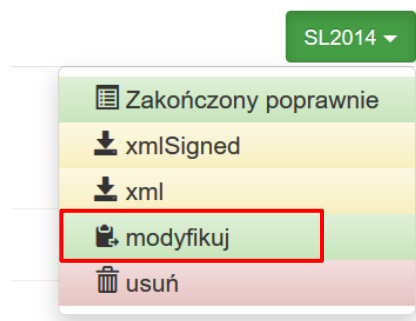 SL2014
Zakończony poprawnie
xmlSigned
xml
modyfikuj
usuń